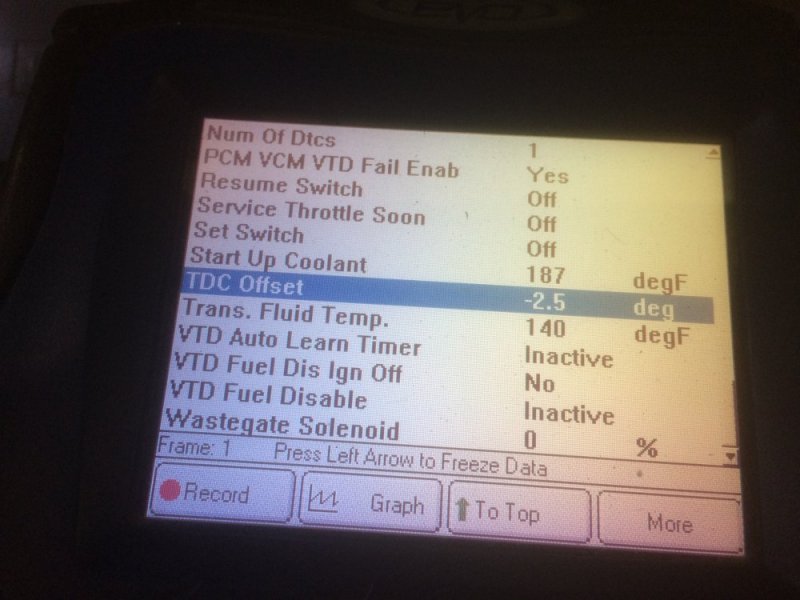 EVO
Num Of Dtcs 1
PCM VCM VTD Fail Enab Yes
Resume Switch Off
Service Throttle Soon Off
Set Switch Off
Start Up Coolant 187 degF
TDC Offset -2.5 deg
Trans. Fluid Temp. 140 degF
VTD Auto Learn Timer Inactive
VTD Fuel Dis Ign Off No
VTD Fuel Disable Inactive
Wastegate Solenoid 0 %
Frame: 1 Press Left Arrow to Freeze Data
Record Graph To Top More